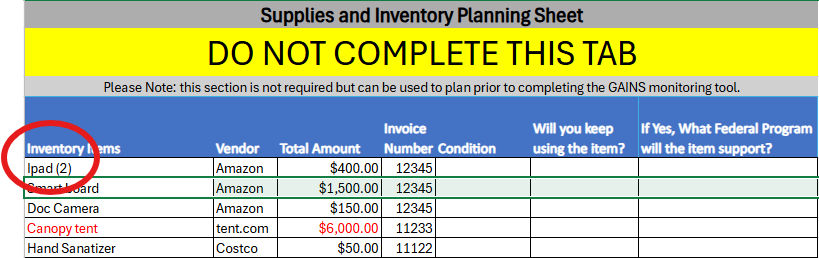 Supplies and Inventory Planning Sheet
DO NOT COMPLETE THIS TAB
Please Note: this section is not required but can be used to plan prior to completing the GAINS monitoring tool.
Inventory Items Vendor Total Amount Invoice Number Condition Will you keep using the item? If Yes, What Federal Program will the item support?
Ipad (2) Amazon $400.00 12345
Smart board Amazon $1,500.00 12345
Doc Camera Amazon $150.00 12345
Canopy tent tent.com $6,000.00 11233
Hand Sanatizer Costco $50.00 11122